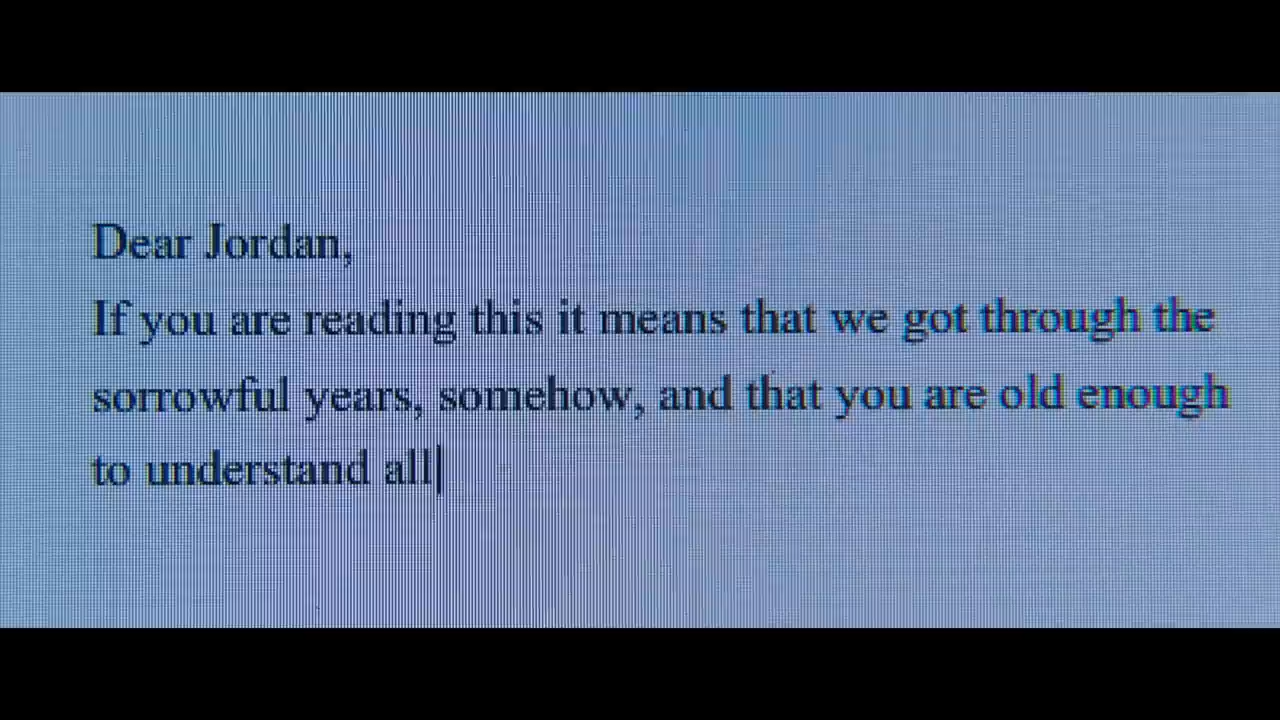 Dear Jordan,
If you are reading this it means that we got through the
sorrowful years, somehow, and that you are old enough
to understand all